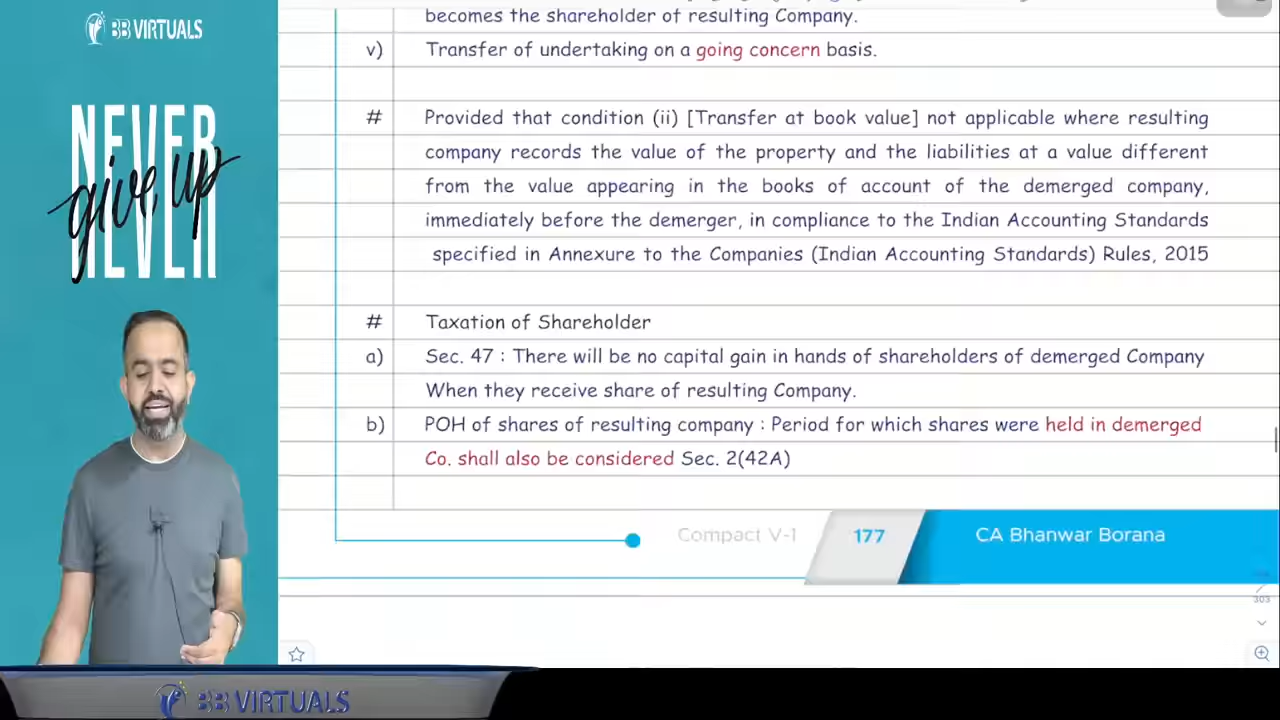 BB VIRTUALS
NEVER
give up
NEVER
becomes the shareholder of resulting Company.
v) Transfer of undertaking on a going concern basis.
# Provided that condition (ii) [Transfer at book value] not applicable where resulting
company records the value of the property and the liabilities at a value different
from the value appearing in the books of account of the demerged company,
immediately before the demerger, in compliance to the Indian Accounting Standards
specified in Annexure to the Companies (Indian Accounting Standards) Rules, 2015
# Taxation of Shareholder
a) Sec. 47 : There will be no capital gain in hands of shareholders of demerged Company
When they receive share of resulting Company.
b) POH of shares of resulting company : Period for which shares were held in demerged
Co. shall also be considered Sec. 2(42A)
Compact V-1 177 CA Bhanwar Borana
303
BB VIRTUALS